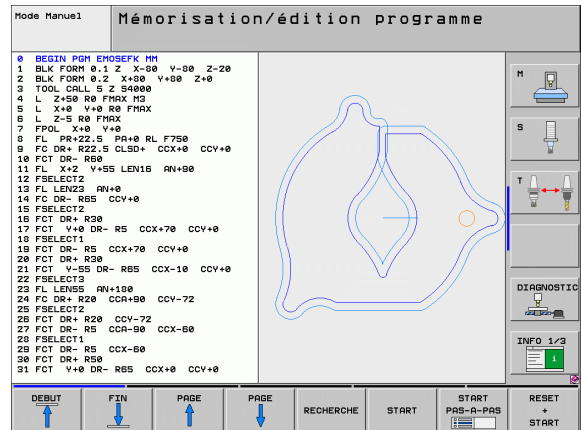 Mode Manuel
Mémorisation/édition programme
0 BEGIN PGM EMOSEFK MM
1 BLK FORM 0.1 Z X-80 Y-80 Z-20
2 BLK FORM 0.2 X+80 Y+80 Z+0
3 TOOL CALL 5 Z S4000
4 L Z+50 R0 FMAX M3
5 L X+0 Y+0 R0 FMAX
6 L Z-5 R0 FMAX
7 FPOL X+0 Y+0
8 FL PR+22.5 PA+0 RL F750
9 FC DR+ R22.5 CLSD+ CCX+0 CCY+0
10 FCT DR- R60
11 FL X+2 Y+55 LEN16 AN+90
12 FSELECT2
13 FL LEN23 AN+0
14 FC DR- R65 CCY+0
15 FSELECT2
16 FCT DR+ R30
17 FCT Y+0 DR- R5 CCX+70 CCY+0
18 FSELECT1
19 FCT DR- R5 CCX+70 CCY+0
20 FCT DR+ R30
21 FCT Y-55 DR- R65 CCX-10 CCY+0
22 FSELECT3
23 FL LEN55 AN+180
24 FC DR+ R20 CCA+90 CCY-72
25 FSELECT2
26 FCT DR+ R20 CCY-72
27 FCT DR- R5 CCA-90 CCX-60
28 FSELECT1
29 FCT DR- R5 CCX-60
30 FCT DR+ R50
31 FCT Y+0 DR- R65 CCX+0 CCY+0
M
S
T
DIAGNOSTIC
INFO 1/3
i
DEBUT
FIN
PAGE
PAGE
RECHERCHE
START
START
PAS-A-PAS
RESET
+
START